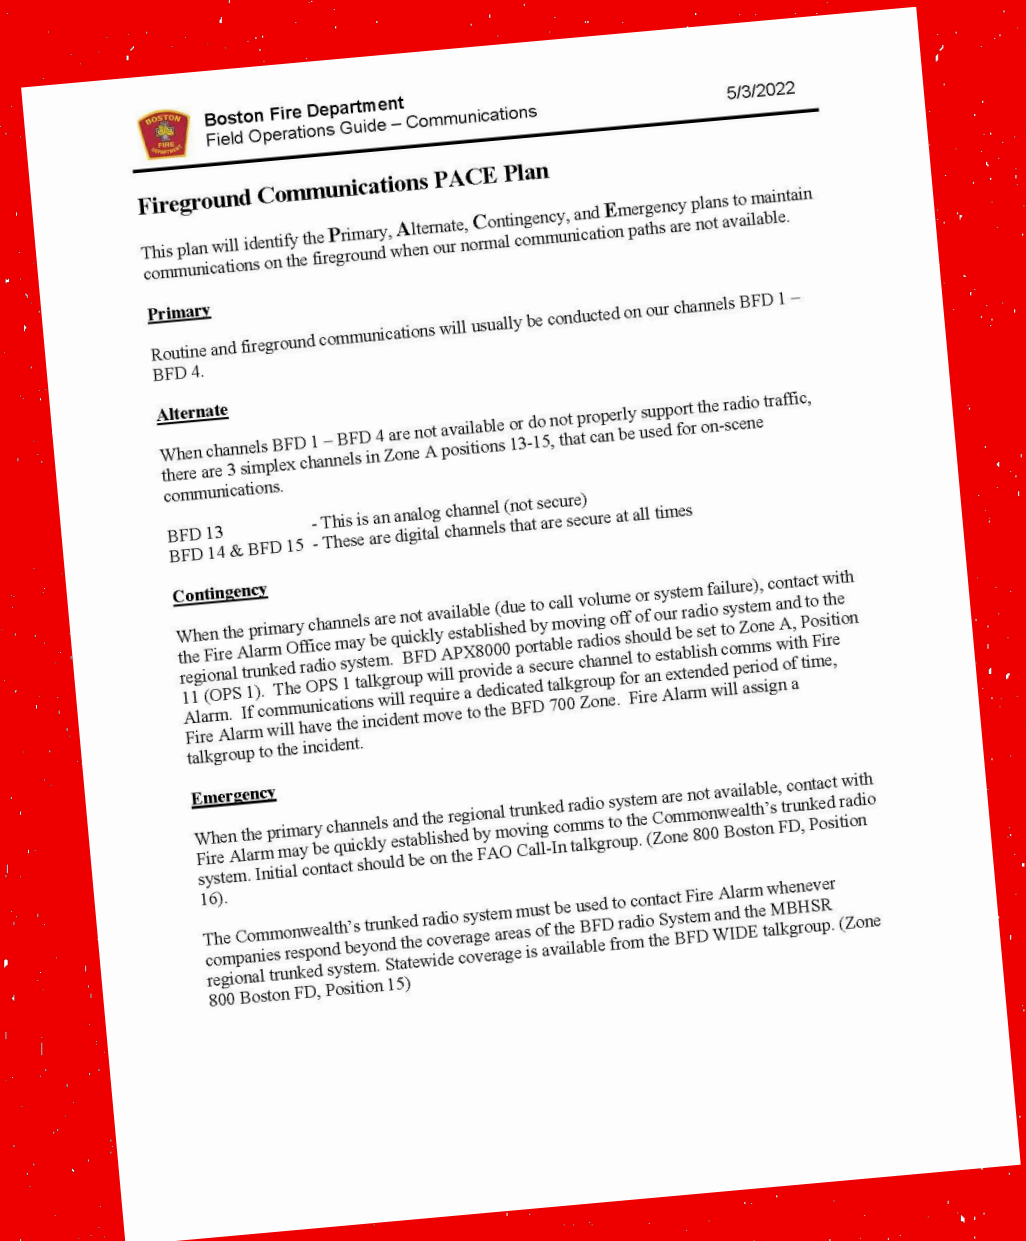 BOSTON
FIRE
DEPARTMENT
Boston Fire Department
Field Operations Guide – Communications
5/3/2022
Fireground Communications PACE Plan
This plan will identify the Primary, Alternate, Contingency, and Emergency plans to maintain
communications on the fireground when our normal communication paths are not available.
Primary
Routine and fireground communications will usually be conducted on our channels BFD 1 –
BFD 4.
Alternate
When channels BFD 1 – BFD 4 are not available or do not properly support the radio traffic,
there are 3 simplex channels in Zone A positions 13-15, that can be used for on-scene
communications.
BFD 13 - This is an analog channel (not secure)
BFD 14 & BFD 15 - These are digital channels that are secure at all times
Contingency
When the primary channels are not available (due to call volume or system failure), contact with
the Fire Alarm Office may be quickly established by moving off of our radio system and to the
regional trunked radio system. BFD APX8000 portable radios should be set to Zone A, Position
11 (OPS 1). The OPS 1 talkgroup will provide a secure channel to establish comms with Fire
Alarm. If communications will require a dedicated talkgroup for an extended period of time,
Fire Alarm will have the incident move to the BFD 700 Zone. Fire Alarm will assign a
talkgroup to the incident.
Emergency
When the primary channels and the regional trunked radio system are not available, contact with
Fire Alarm may be quickly established by moving comms to the Commonwealth's trunked radio
system. Initial contact should be on the FAO Call-In talkgroup. (Zone 800 Boston FD, Position
16).
The Commonwealth's trunked radio system must be used to contact Fire Alarm whenever
companies respond beyond the coverage areas of the BFD radio System and the MBHSR
regional trunked system. Statewide coverage is available from the BFD WIDE talkgroup. (Zone
800 Boston FD, Position 15)